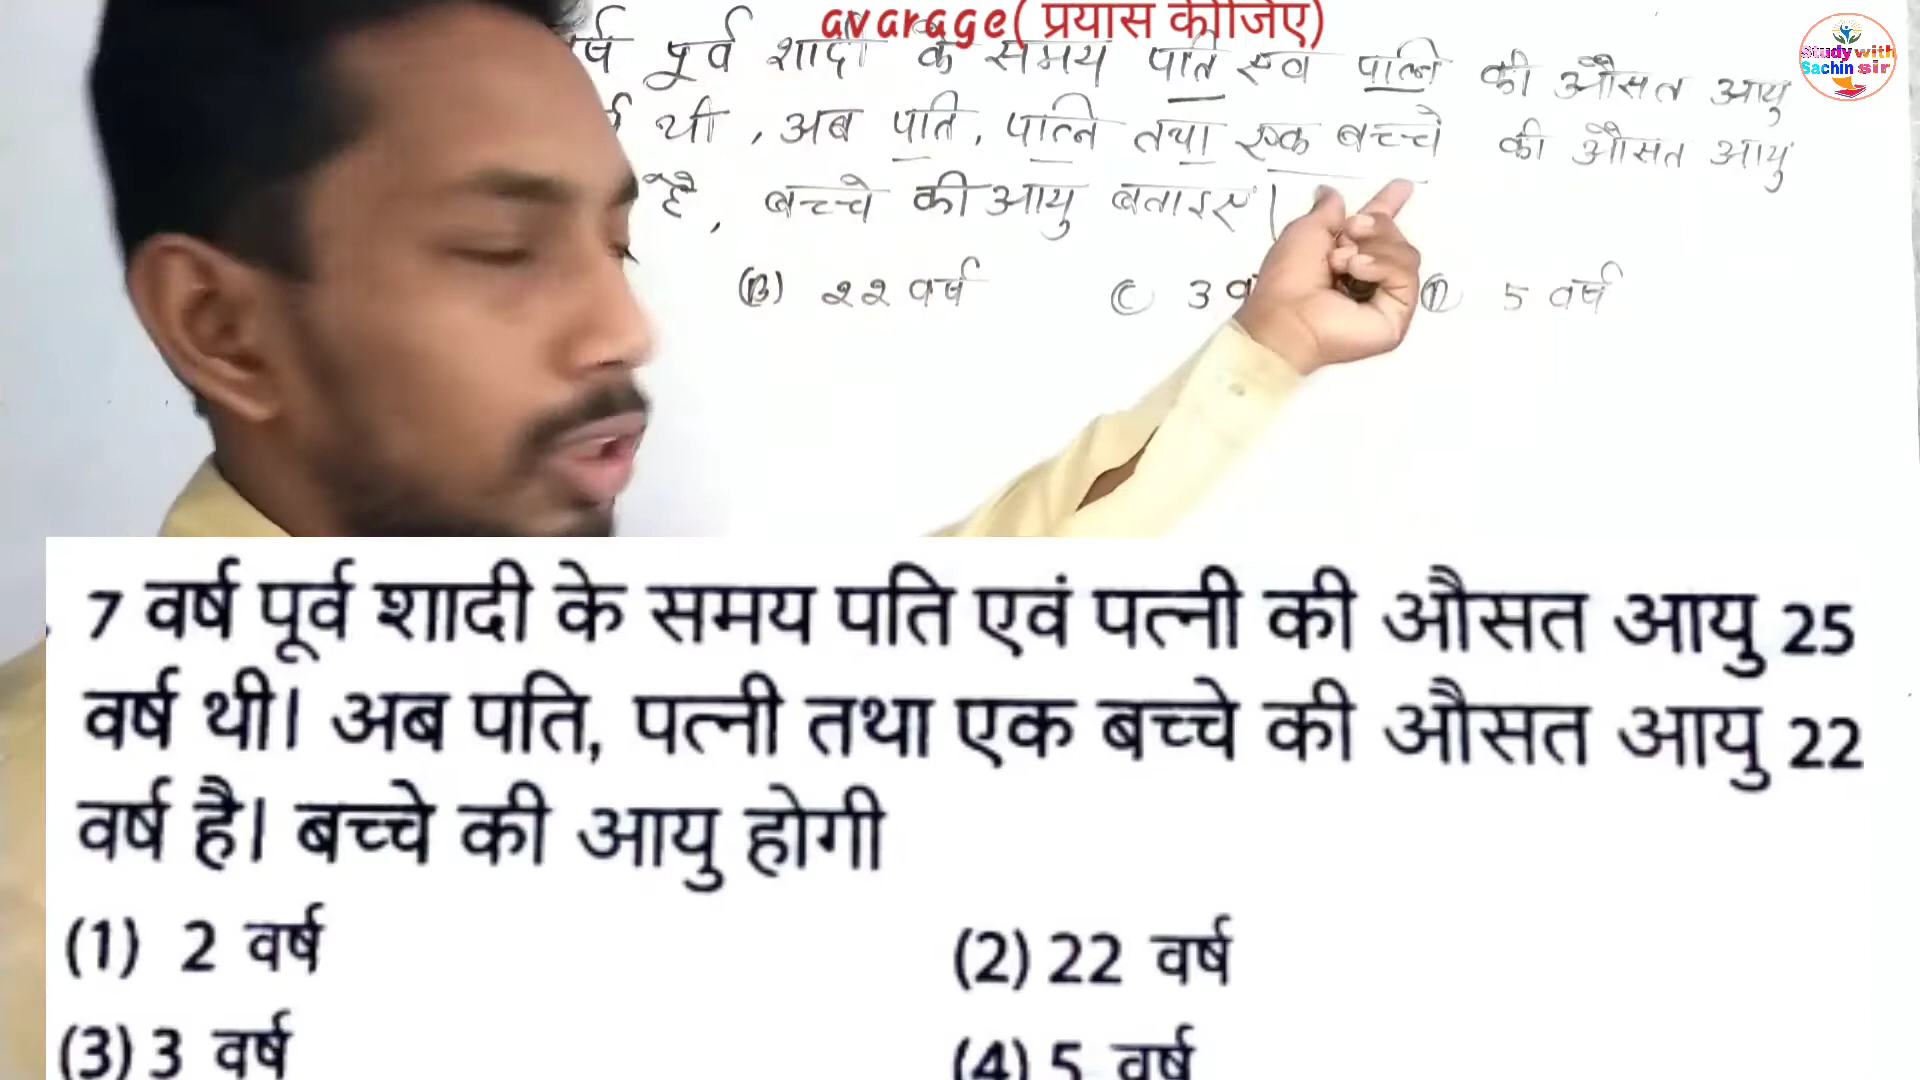 avarage( प्रयास कीजिए)
Study with
Sachin sir
पूर्व शादी के समय पति एवं पत्नि की औसत आयु
थी , अब पति, पत्नि तथा एक बच्चे की औसत आयु
है , बच्चे की आयु बताइए।
(B) 22 वर्ष (C) 3 (D) 5 वर्ष
7 वर्ष पूर्व शादी के समय पति एवं पत्नी की औसत आयु 25
वर्ष थी। अब पति, पत्नी तथा एक बच्चे की औसत आयु 22
वर्ष है। बच्चे की आयु होगी
(1) 2 वर्ष (2) 22 वर्ष
(3) 3 वर्ष (4) 5 वर्ष